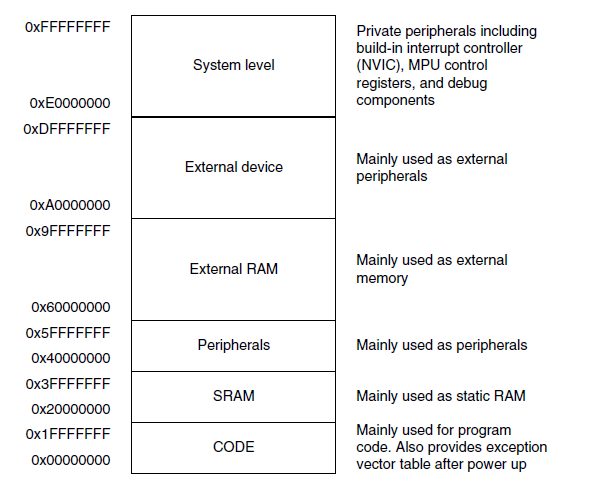 0xFFFFFFFF
System level
Private peripherals including
build-in interrupt controller
(NVIC), MPU control
registers, and debug
components
0xE0000000
0xDFFFFFFF
External device
Mainly used as external
peripherals
0xA0000000
0x9FFFFFFF
External RAM
Mainly used as external
memory
0x60000000
0x5FFFFFFF
Peripherals
Mainly used as peripherals
0x40000000
0x3FFFFFFF
SRAM
Mainly used as static RAM
0x20000000
0x1FFFFFFF
CODE
Mainly used for program
code. Also provides exception
vector table after power up
0x00000000